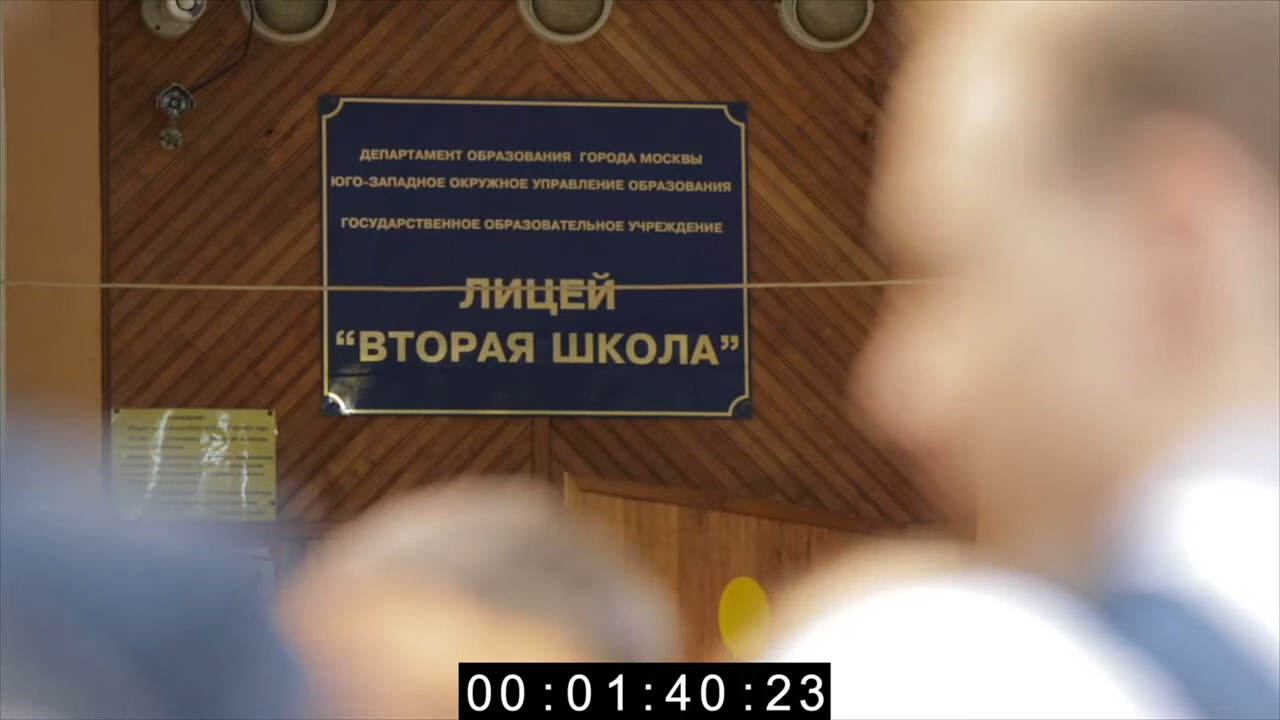 ДЕПАРТАМЕНТ ОБРАЗОВАНИЯ ГОРОДА МОСКВЫ
ЮГО-ЗАПАДНОЕ ОКРУЖНОЕ УПРАВЛЕНИЕ ОБРАЗОВАНИЯ
ГОСУДАРСТВЕННОЕ ОБРАЗОВАТЕЛЬНОЕ УЧРЕЖДЕНИЕ
ЛИЦЕЙ
“ВТОРАЯ ШКОЛА”
00:01:40:23